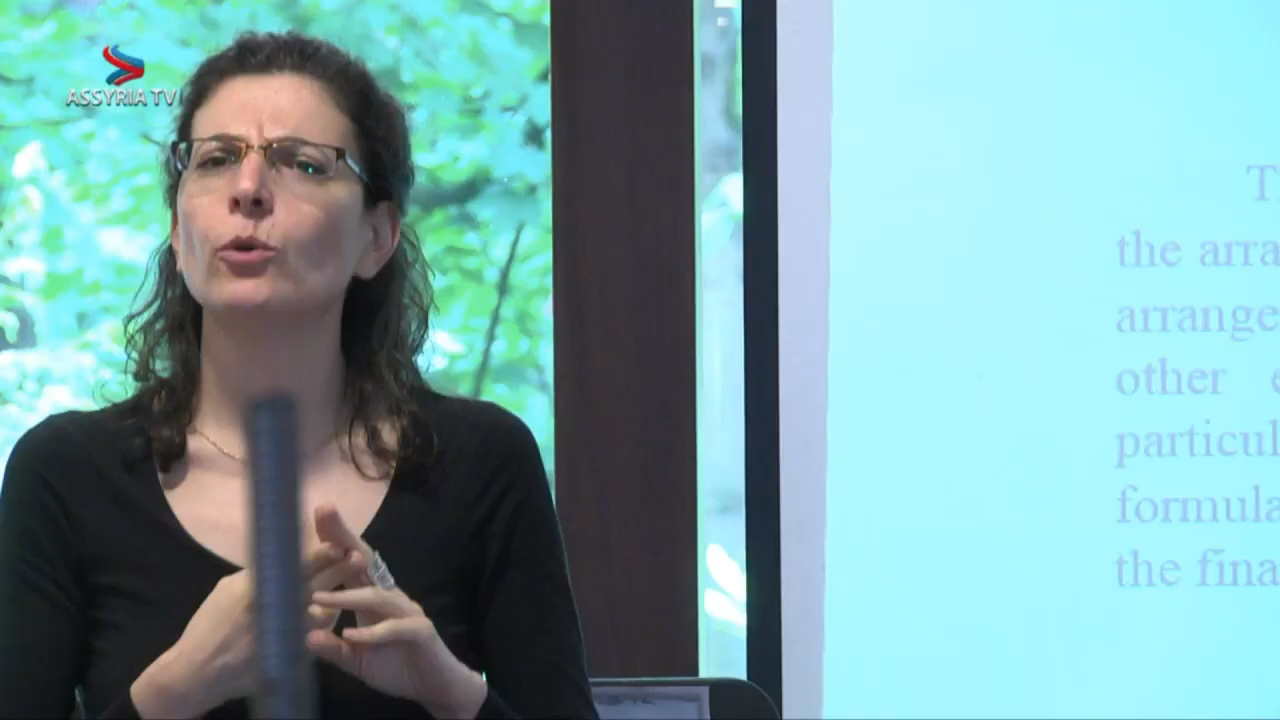 ASSYRIA TV
T
the arra
arrange
other e
particul
formula
the fina